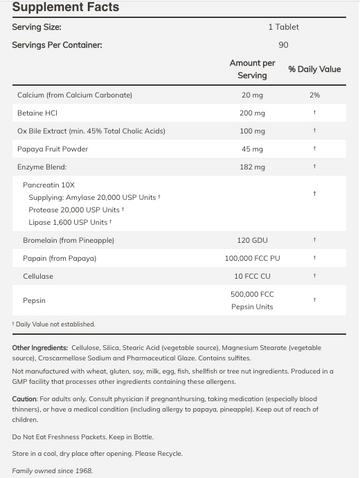 Supplement Facts
Serving Size: 1 Tablet
Servings Per Container: 90
Amount per
Serving % Daily Value
Calcium (from Calcium Carbonate) 20 mg 2%
Betaine HCl 200 mg †
Ox Bile Extract (min. 45% Total Cholic Acids) 100 mg †
Papaya Fruit Powder 45 mg †
Enzyme Blend: 182 mg †
Pancreatin 10X
Supplying: Amylase 20,000 USP Units †
†
Protease 20,000 USP Units †
Lipase 1,600 USP Units †
Bromelain (from Pineapple) 120 GDU †
Papain (from Papaya) 100,000 FCC PU †
Cellulase 10 FCC CU †
Pepsin 500,000 FCC
Pepsin Units †
† Daily Value not established.
Other Ingredients: Cellulose, Silica, Stearic Acid (vegetable source), Magnesium Stearate (vegetable
source), Croscarmellose Sodium and Pharmaceutical Glaze. Contains sulfites.
Not manufactured with wheat, gluten, soy, milk, egg, fish, shellfish or tree nut ingredients. Produced in a
GMP facility that processes other ingredients containing these allergens.
Caution: For adults only. Consult physician if pregnant/nursing, taking medication (especially blood
thinners), or have a medical condition (including allergy to papaya, pineapple). Keep out of reach of
children.
Do Not Eat Freshness Packets. Keep in Bottle.
Store in a cool, dry place after opening. Please Recycle.
Family owned since 1968.